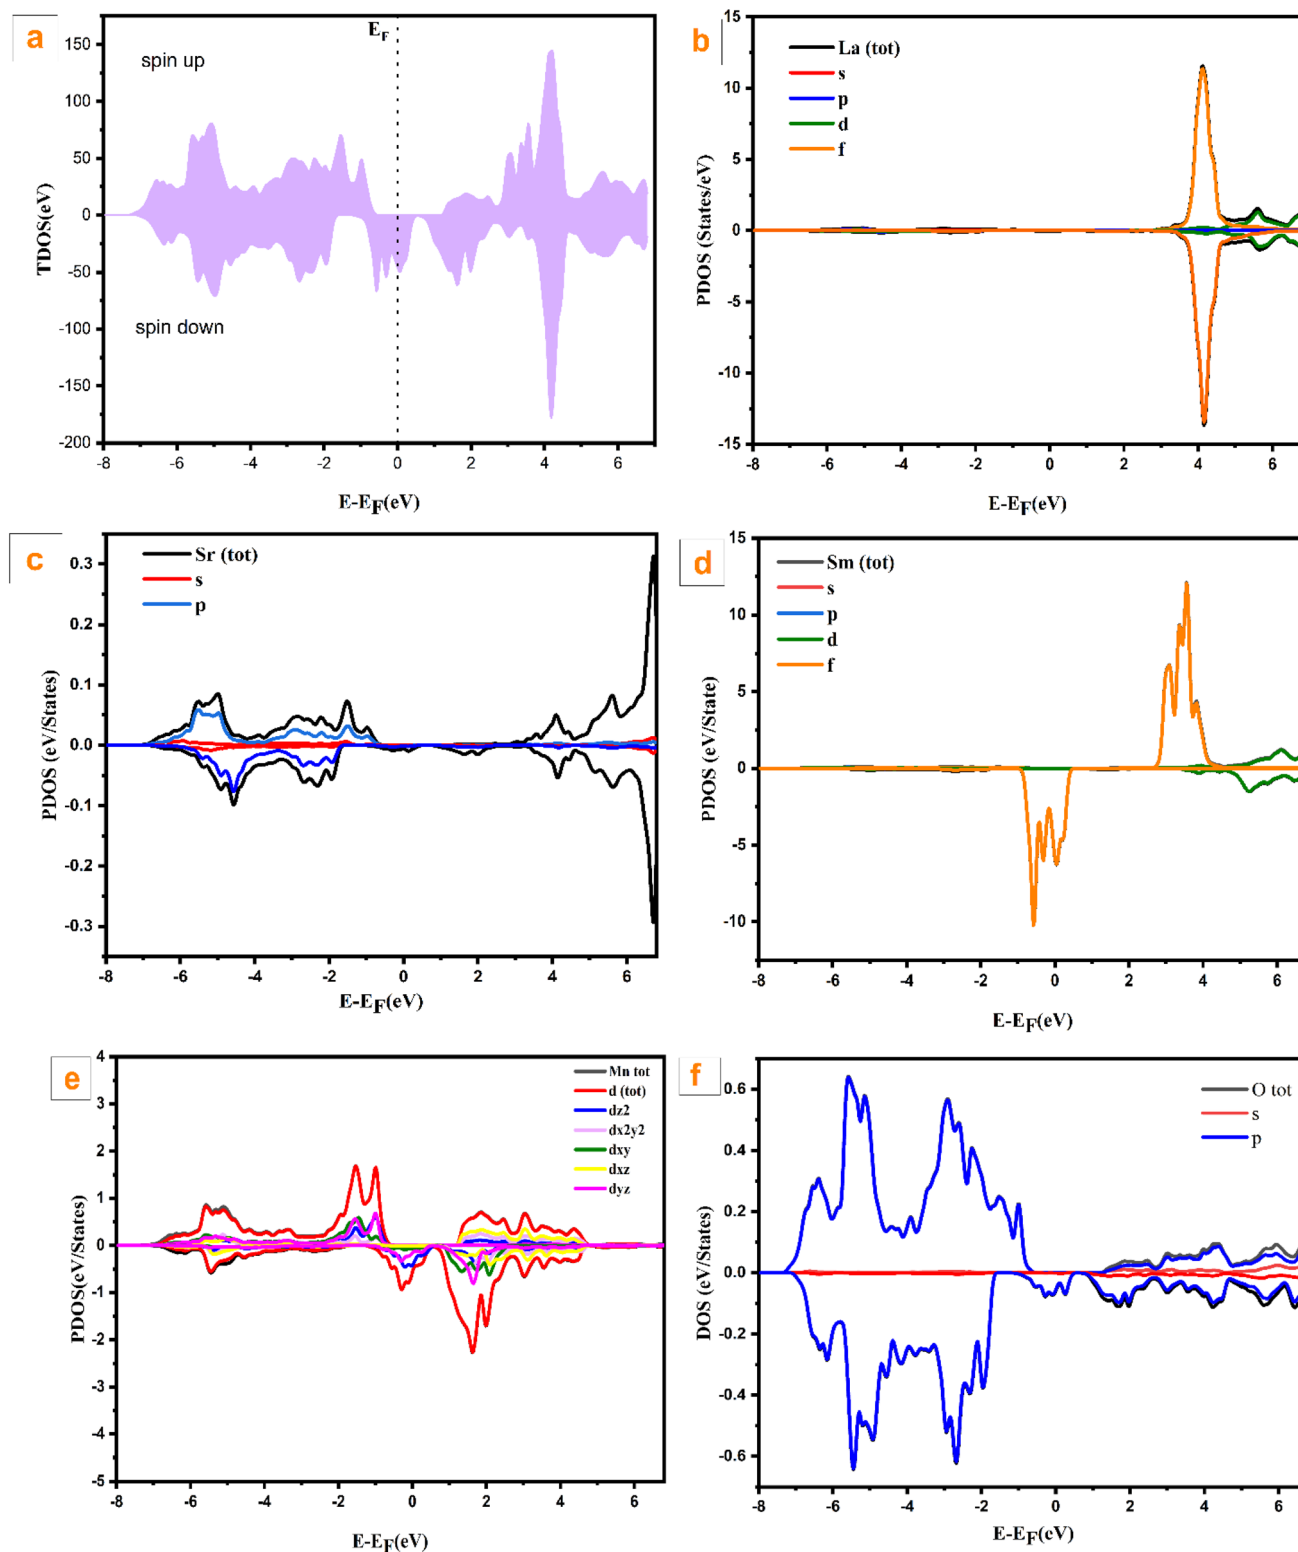 a
E_F
spin up
spin down
TDOS(eV)
150
100
50
0
-50
-100
-150
-200
-8 -6 -4 -2 0 2 4 6
E-E_F(eV)
b
La (tot)
s
p
d
f
PDOS (States/eV)
15
10
5
0
-5
-10
-15
-8 -6 -4 -2 0 2 4 6
E-E_F(eV)
c
Sr (tot)
s
p
PDOS (eV/States)
0.3
0.2
0.1
0.0
-0.1
-0.2
-0.3
-8 -6 -4 -2 0 2 4 6
E-E_F(eV)
d
Sm (tot)
s
p
d
f
PDOS (eV/State)
15
10
5
0
-5
-10
-8 -6 -4 -2 0 2 4 6
E-E_F(eV)
e
Mn tot
d (tot)
dz2
dx2y2
dxy
dxz
dyz
PDOS(eV/States)
4
3
2
1
0
-1
-2
-3
-4
-5
-8 -6 -4 -2 0 2 4 6
E-E_F(eV)
f
O tot
s
p
DOS (eV/States)
0.6
0.4
0.2
0.0
-0.2
-0.4
-0.6
-8 -6 -4 -2 0 2 4 6
E-E_F(eV)